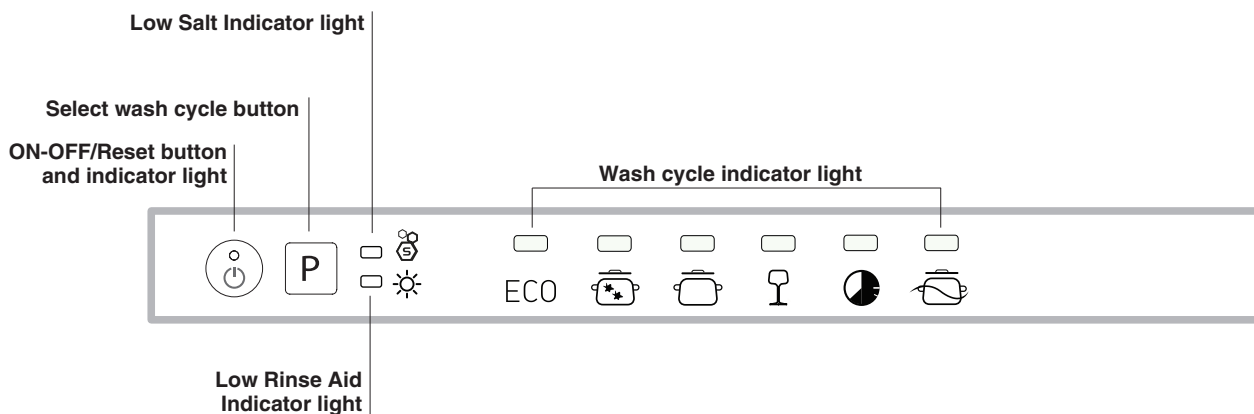 Low Salt Indicator light
Select wash cycle button
ON-OFF/Reset button
and indicator light
Wash cycle indicator light
P
S
ECO
Low Rinse Aid
Indicator light